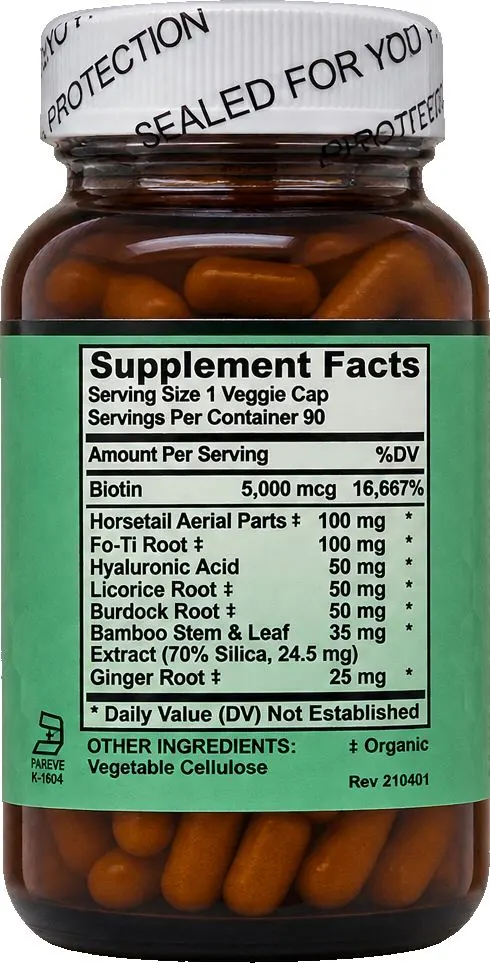 PROTECTION
SEALED FOR YOU
Supplement Facts
Serving Size 1 Veggie Cap
Servings Per Container 90
Amount Per Serving %DV
Biotin 5,000 mcg 16,667%
Horsetail Aerial Parts ‡ 100 mg *
Fo-Ti Root ‡ 100 mg *
Hyaluronic Acid 50 mg *
Licorice Root ‡ 50 mg *
Burdock Root ‡ 50 mg *
Bamboo Stem & Leaf 35 mg *
Extract (70% Silica, 24.5 mg)
Ginger Root ‡ 25 mg *
* Daily Value (DV) Not Established
OTHER INGREDIENTS: ‡ Organic
Vegetable Cellulose
Rev 210401
PAREVE
K-1604